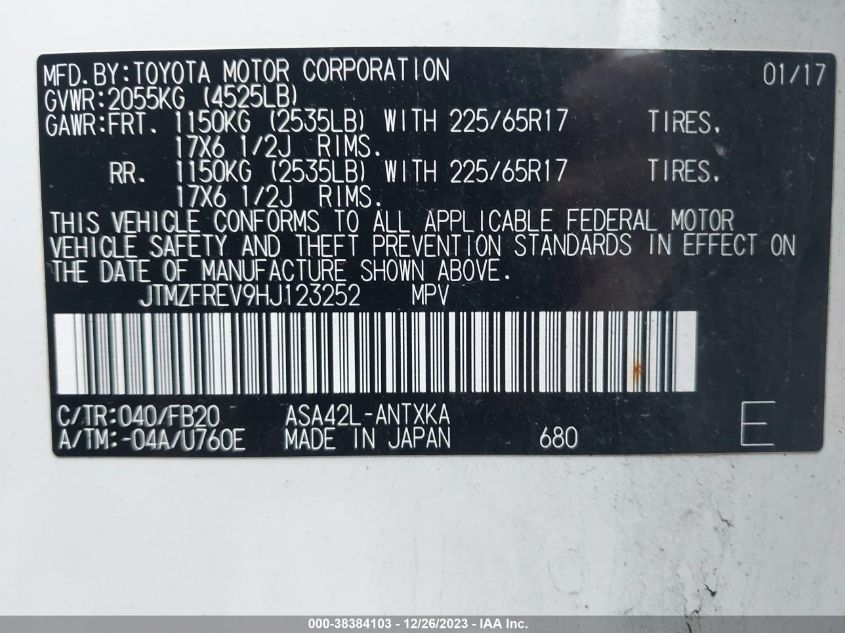 MFD.BY:TOYOTA MOTOR CORPORATION 01/17
GVWR:2055KG (4525LB)
GAWR:FRT. 1150KG (2535LB) WITH 225/65R17 TIRES.
17X6 1/2J RIMS.
RR. 1150KG (2535LB) WITH 225/65R17 TIRES.
17X6 1/2J RIMS.
THIS VEHICLE CONFORMS TO ALL APPLICABLE FEDERAL MOTOR
VEHICLE SAFETY AND THEFT PREVENTION STANDARDS IN EFFECT ON
THE DATE OF MANUFACTURE SHOWN ABOVE.
JTMZFREV9HJ123252 MPV
C/TR:040/FB20 ASA42L-ANTXKA E
A/TM:-04A/U760E MADE IN JAPAN 680
000-38384103 - 12/26/2023 - IAA Inc.